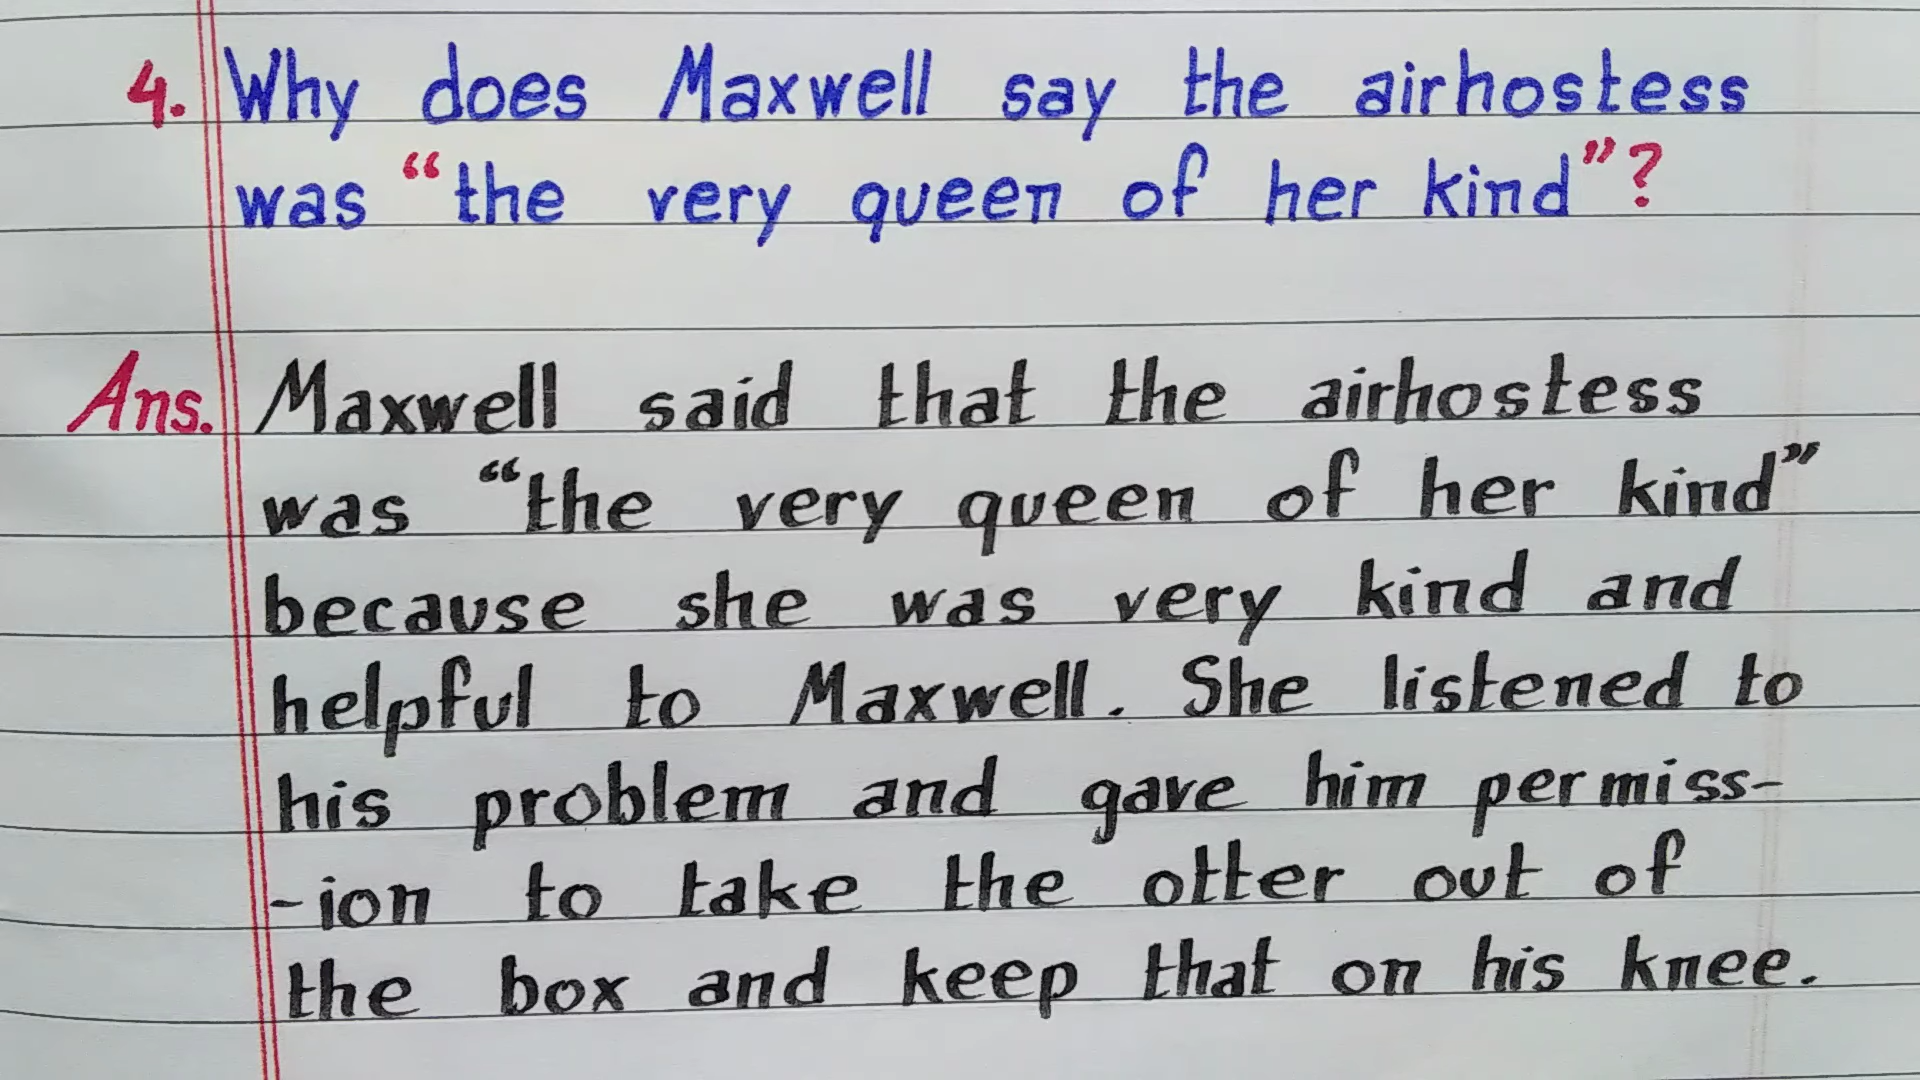 4. Why does Maxwell say the airhostess
was “the very queen of her kind”?
Ans. Maxwell said that the airhostess
was “the very queen of her kind”
because she was very kind and
helpful to Maxwell. She listened to
his problem and gave him permiss-
-ion to take the otter out of
the box and keep that on his knee.